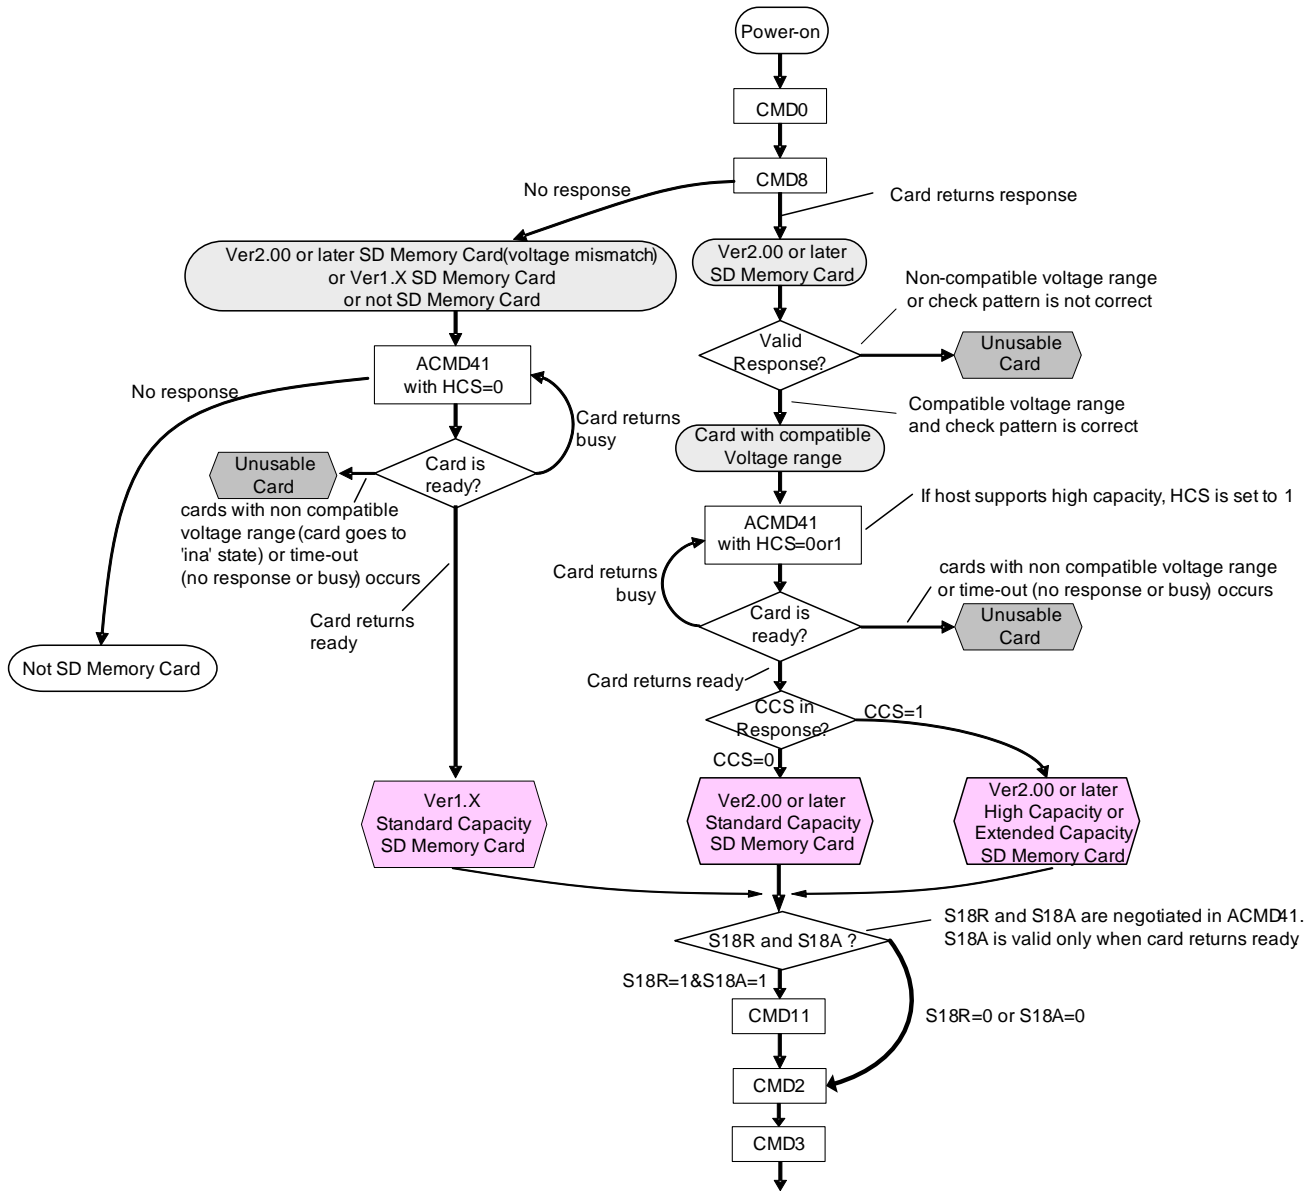 Power-on
CMD0
CMD8
No response
Card returns response
Ver2.00 or later SD Memory Card(voltage mismatch)
or Ver1.X SD Memory Card
or not SD Memory Card
Ver2.00 or later
SD Memory Card
Non-compatible voltage range
or check pattern is not correct
Valid
Response?
Unusable
Card
ACMD41
with HCS=0
No response
Card returns
busy
Compatible voltage range
and check pattern is correct
Card with compatible
Voltage range
Card is
ready?
Unusable
Card
cards with non compatible
voltage range (card goes to
'ina' state) or time-out
(no response or busy) occurs
If host supports high capacity, HCS is set to 1
ACMD41
with HCS=0or1
Card returns
busy
cards with non compatible voltage range
or time-out (no response or busy) occurs
Card is
ready?
Unusable
Card
Card returns
ready
Not SD Memory Card
Card returns ready
CCS in
Response?
CCS=1
CCS=0
Ver1.X
Standard Capacity
SD Memory Card
Ver2.00 or later
Standard Capacity
SD Memory Card
Ver2.00 or later
High Capacity or
Extended Capacity
SD Memory Card
S18R and S18A ?
S18R and S18A are negotiated in ACMD41.
S18A is valid only when card returns ready.
S18R=1&S18A=1
CMD11
S18R=0 or S18A=0
CMD2
CMD3